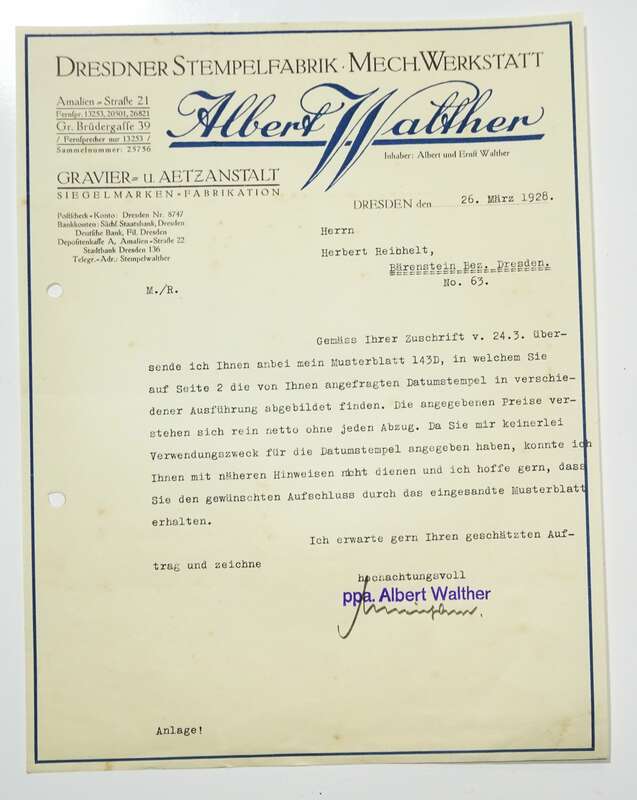 DRESDNER STEMPELFABRIK · MECH. WERKSTATT
Amalien-Straße 21
Fernspr. 13253, 20501, 26821
Gr. Brüdergasse 39
/ Fernsprecher nur 13253 /
Sammelnummer: 25756
Albert Walther
Inhaber: Albert und Ernst Walther
GRAVIER- u. AETZANSTALT
SIEGELMARKEN-FABRIKATION
Postscheck-Konto: Dresden Nr. 8747
Bankkonten: Sächs. Staatsbank, Dresden
Deutsche Bank, Fil. Dresden
Depositenkasse A, Amalien-Straße 22
Stadtbank Dresden 136
Telegr.-Adr.: Stempelwalther
DRESDEN den 26. März 1928.
Herrn
Herbert Reibhelt,
Bärenstein Bez. Dresden.
No. 63.
M./R.
Gemäss Ihrer Zuschrift v. 24.3. über-
sende ich Ihnen anbei mein Musterblatt 143D, in welchem Sie
auf Seite 2 die von Ihnen angefragten Datumstempel in verschie-
dener Ausführung abgebildet finden. Die angegebenen Preise ver-
stehen sich rein netto ohne jeden Abzug. Da Sie mir keinerlei
Verwendungszweck für die Datumstempel angegeben haben, konnte ich
Ihnen mit näheren Hinweisen nicht dienen und ich hoffe gern, dass
Sie den gewünschten Aufschluss durch das eingesandte Musterblatt
erhalten.
Ich erwarte gern Ihren geschätzten Auf-
trag und zeichne
hochachtungsvoll
ppa. Albert Walther
Anlage!